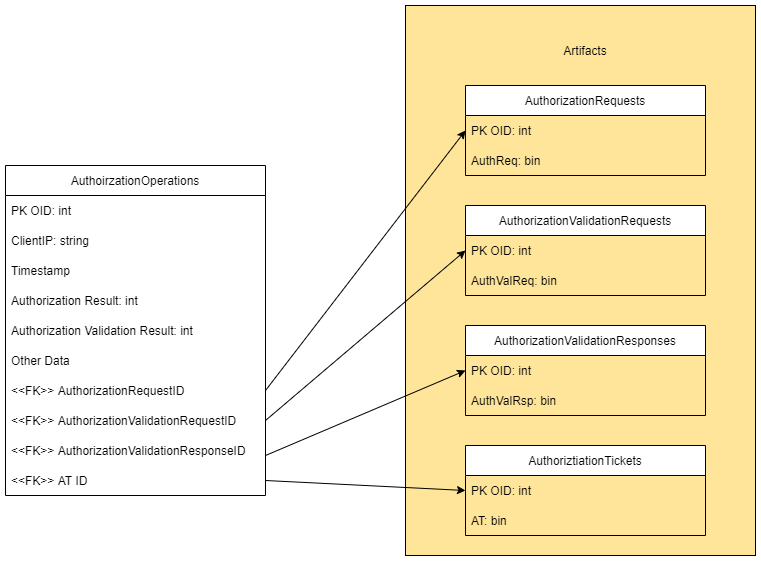 Artifacts
AuthorizationRequests
PK OID: int
AuthReq: bin
AuthoirzationOperations
PK OID: int
ClientIP: string
Timestamp
Authorization Result: int
Authorization Validation Result: int
Other Data
<<FK>> AuthorizationRequestID
<<FK>> AuthorizationValidationRequestID
<<FK>> AuthorizationValidationResponseID
<<FK>> AT ID
AuthorizationValidationRequests
PK OID: int
AuthValReq: bin
AuthorizationValidationResponses
PK OID: int
AuthValRsp: bin
AuthoriztiationTickets
PK OID: int
AT: bin